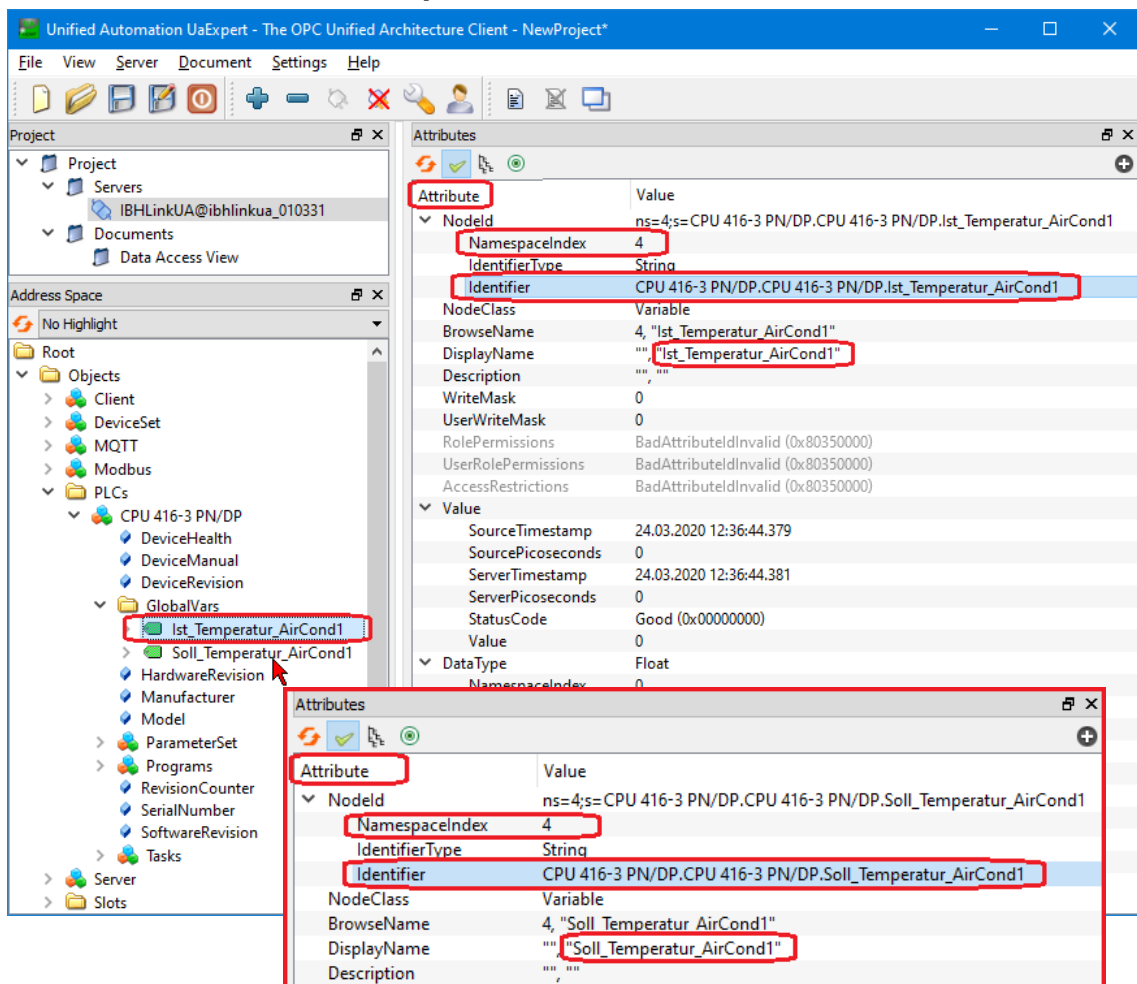 Unified Automation UaExpert - The OPC Unified Architecture Client - NewProject*
File View Server Document Settings Help
Project
Project
Servers
IBHLinkUA@ibhlinkua_010331
Documents
Data Access View
Address Space
No Highlight
Root
Objects
Client
DeviceSet
MQTT
Modbus
PLCs
CPU 416-3 PN/DP
DeviceHealth
DeviceManual
DeviceRevision
GlobalVars
Ist_Temperatur_AirCond1
Soll_Temperatur_AirCond1
HardwareRevision
Manufacturer
Model
ParameterSet
Programs
RevisionCounter
SerialNumber
SoftwareRevision
Tasks
Server
Slots
Attributes
Attribute Value
NodeId ns=4;s=CPU 416-3 PN/DP.CPU 416-3 PN/DP.Ist_Temperatur_AirCond1
NamespaceIndex 4
IdentifierType String
Identifier CPU 416-3 PN/DP.CPU 416-3 PN/DP.Ist_Temperatur_AirCond1
NodeClass Variable
BrowseName 4, "Ist_Temperatur_AirCond1"
DisplayName "", "Ist_Temperatur_AirCond1"
Description "", ""
WriteMask 0
UserWriteMask 0
RolePermissions BadAttributeIdInvalid (0x80350000)
UserRolePermissions BadAttributeIdInvalid (0x80350000)
AccessRestrictions BadAttributeIdInvalid (0x80350000)
Value
SourceTimestamp 24.03.2020 12:36:44.379
SourcePicoseconds 0
ServerTimestamp 24.03.2020 12:36:44.381
ServerPicoseconds 0
StatusCode Good (0x00000000)
Value 0
DataType Float
NamespaceIndex 0
Attributes
Attribute Value
NodeId ns=4;s=CPU 416-3 PN/DP.CPU 416-3 PN/DP.Soll_Temperatur_AirCond1
NamespaceIndex 4
IdentifierType String
Identifier CPU 416-3 PN/DP.CPU 416-3 PN/DP.Soll_Temperatur_AirCond1
NodeClass Variable
BrowseName 4, "Soll_Temperatur_AirCond1"
DisplayName "", "Soll_Temperatur_AirCond1"
Description "", ""